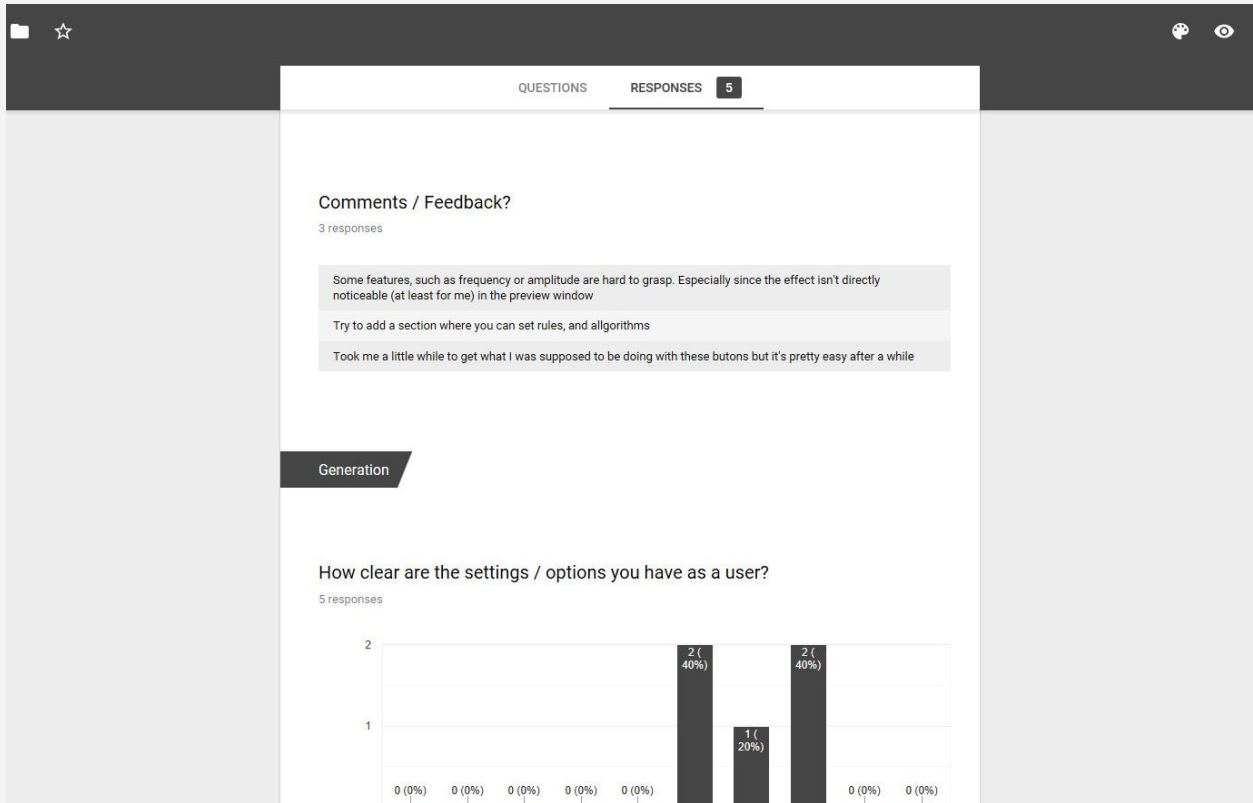 QUESTIONS RESPONSES 5
Comments / Feedback?
3 responses
Some features, such as frequency or amplitude are hard to grasp. Especially since the effect isn't directly
noticeable (at least for me) in the preview window
Try to add a section where you can set rules, and allgorithms
Took me a little while to get what I was supposed to be doing with these butons but it's pretty easy after a while
Generation
How clear are the settings / options you have as a user?
5 responses
2
2 (
40%)
2 (
40%)
1
1 (
20%)
0 (0%) 0 (0%) 0 (0%) 0 (0%) 0 (0%) 0 (0%) 0 (0%)